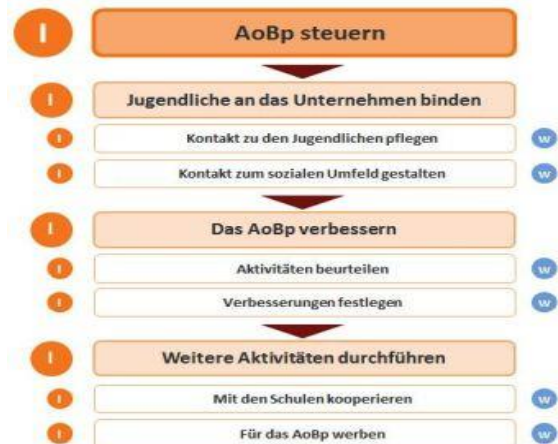 I AoBp steuern
I Jugendliche an das Unternehmen binden
I Kontakt zu den Jugendlichen pflegen W
I Kontakt zum sozialen Umfeld gestalten W
I Das AoBp verbessern
I Aktivitäten beurteilen W
I Verbesserungen festlegen W
I Weitere Aktivitäten durchführen
I Mit den Schulen kooperieren W
I Für das AoBp werben W